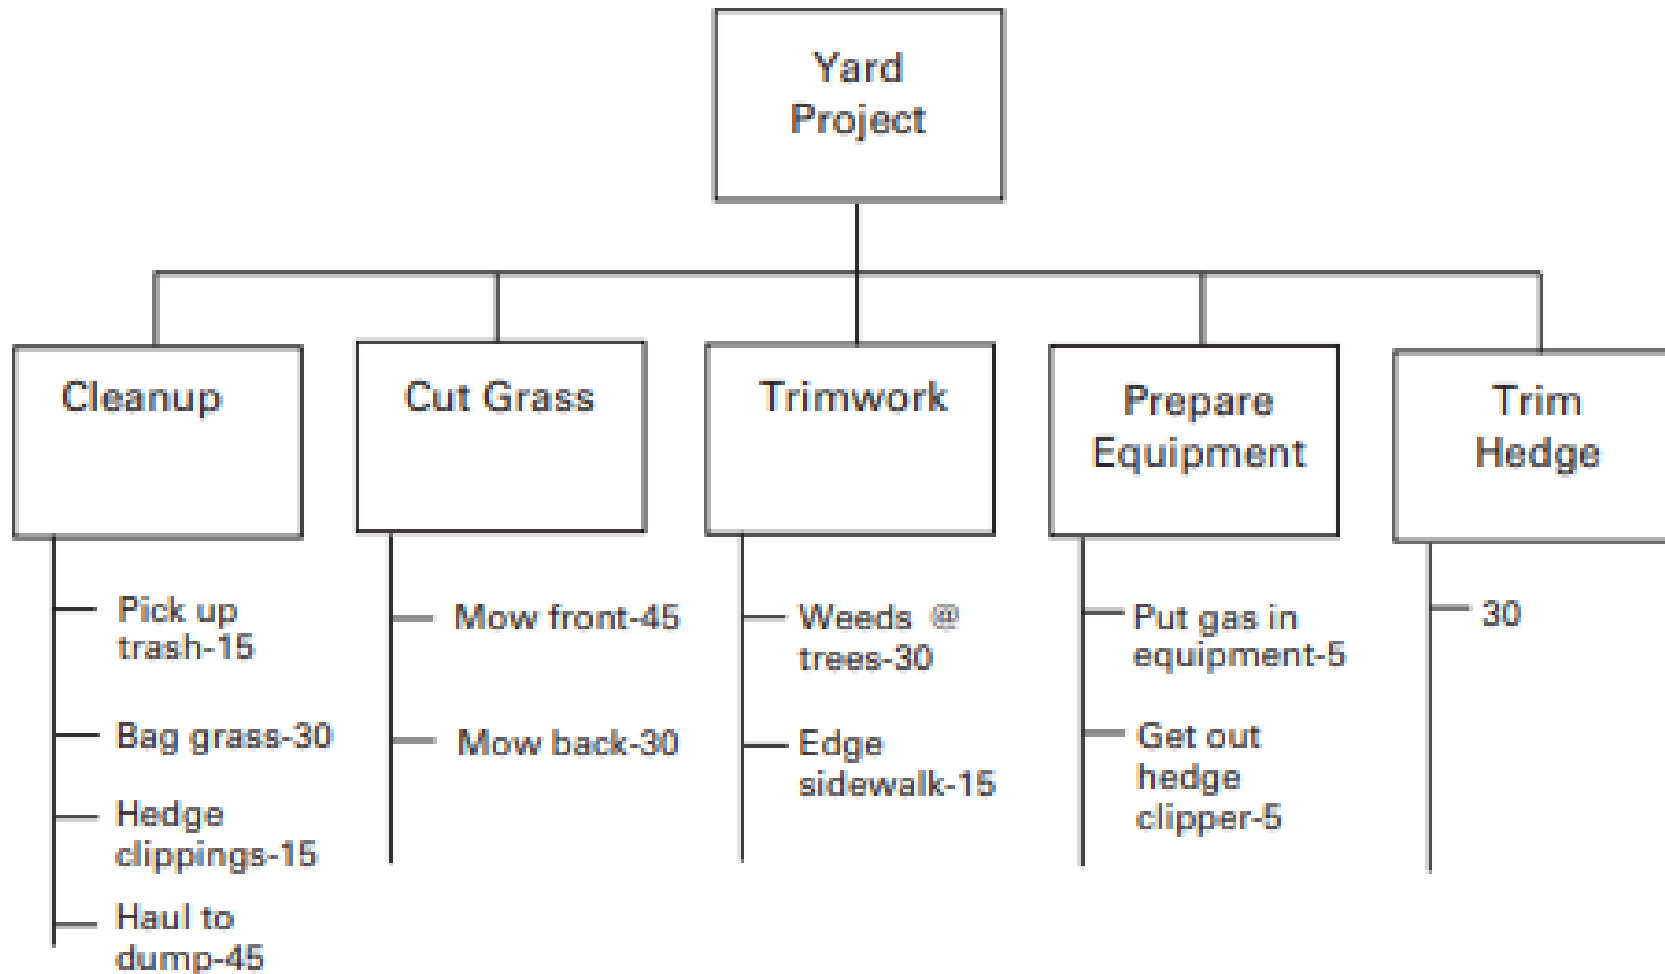 Yard
Project
Cleanup
Cut Grass
Trimwork
Prepare
Equipment
Trim
Hedge
Pick up
trash-15
Bag grass-30
Hedge
clippings-15
Haul to
dump-45
Mow front-45
Mow back-30
Weeds @
trees-30
Edge
sidewalk-15
Put gas in
equipment-5
Get out
hedge
clipper-5
30